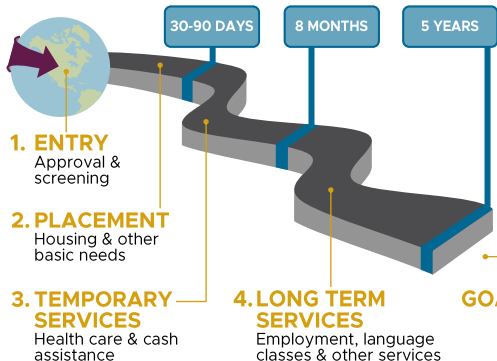 30-90 DAYS
8 MONTHS
5 YEARS
1. ENTRY
Approval &
screening
2. PLACEMENT
Housing & other
basic needs
3. TEMPORARY
SERVICES
Health care & cash
assistance
4. LONG TERM
SERVICES
Employment, language
classes & other services